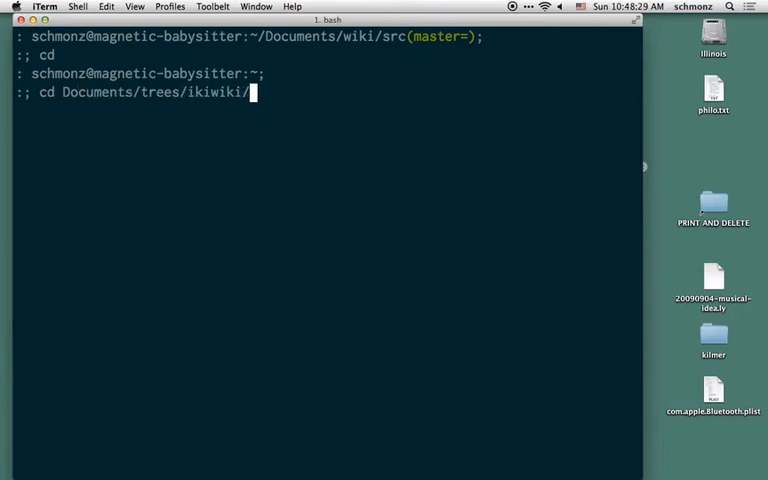 iTerm Shell Edit View Profiles Toolbelt Window Help Sun 10:48:29 AM schmonz
1. bash
: schmonz@magnetic-babysitter:~/Documents/wiki/src(master=);
:; cd
: schmonz@magnetic-babysitter:~;
:; cd Documents/trees/ikiwiki/
Illinois
philo.txt
PRINT AND DELETE
20090904-musical-
idea.ly
kilmer
PLIST
com.apple.Bluetooth.plist